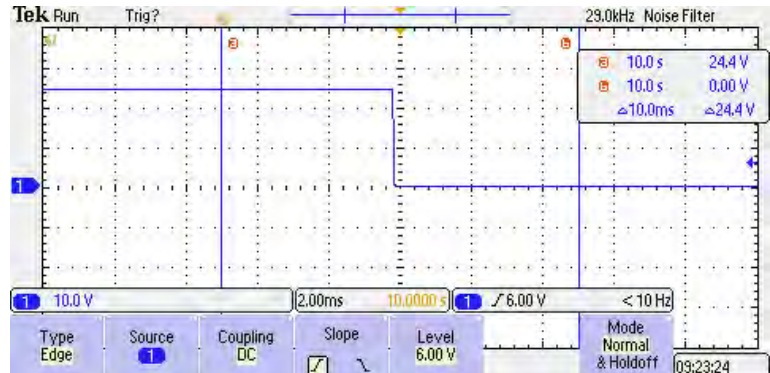 Tek Run Trig? 29.0kHz Noise Filter
a b
a 10.0 s 24.4 V
b 10.0 s 0.00 V
△10.0ms △24.4 V
1
1 10.0 V 2.00ms 10.0000 s 1 6.00 V < 10 Hz
Type Source Coupling Slope Level Mode
Edge 1 DC 6.00 V Normal
& Holdoff
09:23:24